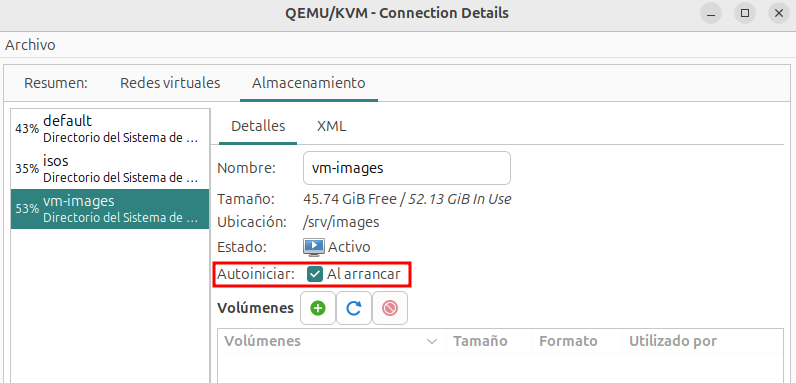 QEMU/KVM - Connection Details
Archivo
Resumen: Redes virtuales Almacenamiento
43% default
Directorio del Sistema de ...
35% isos
Directorio del Sistema de ...
53% vm-images
Directorio del Sistema de ...
Detalles XML
Nombre: vm-images
Tamaño: 45.74 GiB Free / 52.13 GiB In Use
Ubicación: /srv/images
Estado: Activo
Autoiniciar: Al arrancar
Volúmenes
Volúmenes Tamaño Formato Utilizado por